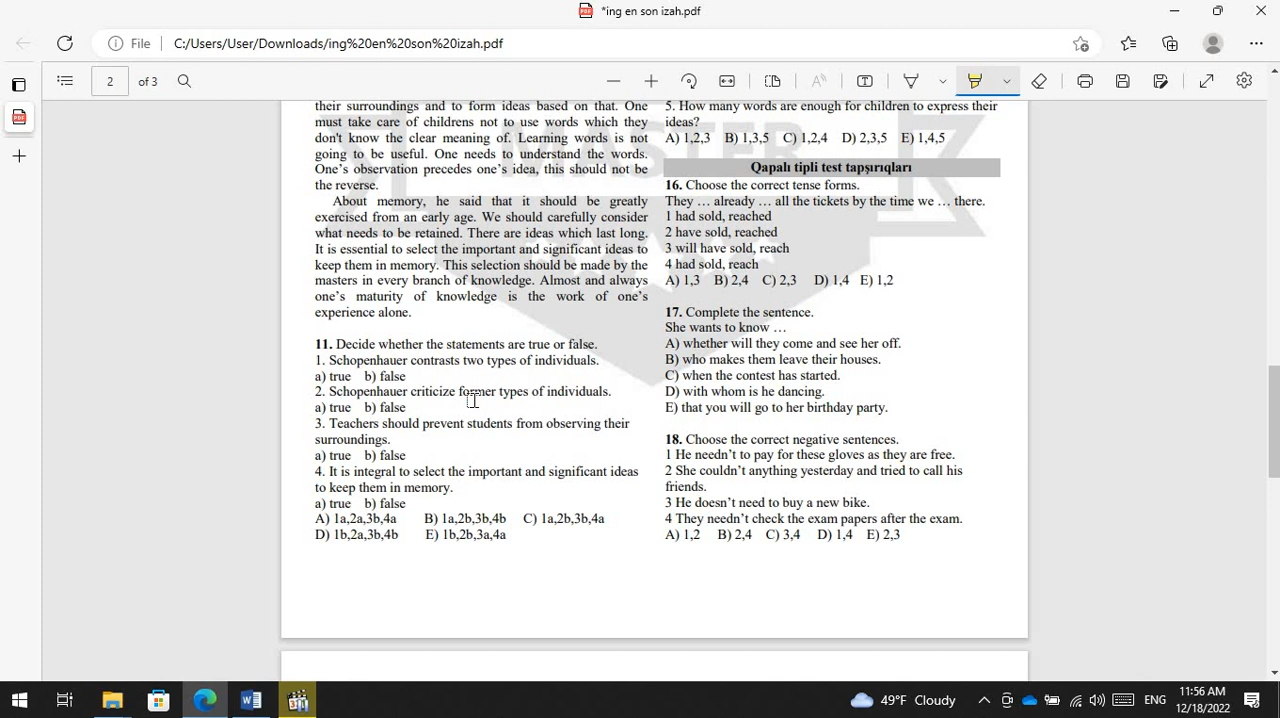 *ing en son izah.pdf
File
C:/Users/User/Downloads/ing%20en%20son%20izah.pdf
2
of 3
their surroundings and to form ideas based on that. One
must take care of childrens not to use words which they
don't know the clear meaning of. Learning words is not
going to be useful. One needs to understand the words.
One's observation precedes one's idea, this should not be
the reverse.
About memory, he said that it should be greatly
exercised from an early age. We should carefully consider
what needs to be retained. There are ideas which last long.
It is essential to select the important and significant ideas to
keep them in memory. This selection should be made by the
masters in every branch of knowledge. Almost and always
one's maturity of knowledge is the work of one's
experience alone.
11. Decide whether the statements are true or false.
1. Schopenhauer contrasts two types of individuals.
a) true b) false
2. Schopenhauer criticize former types of individuals.
a) true b) false
3. Teachers should prevent students from observing their
surroundings.
a) true b) false
4. It is integral to select the important and significant ideas
to keep them in memory.
a) true b) false
A) 1a,2a,3b,4a B) 1a,2b,3b,4b C) 1a,2b,3b,4a
D) 1b,2a,3b,4b E) 1b,2b,3a,4a
5. How many words are enough for children to express their
ideas?
A) 1,2,3 B) 1,3,5 C) 1,2,4 D) 2,3,5 E) 1,4,5
Qapalı tipli test tapşırıqları
16. Choose the correct tense forms.
They … already … all the tickets by the time we … there.
1 had sold, reached
2 have sold, reached
3 will have sold, reach
4 had sold, reach
A) 1,3 B) 2,4 C) 2,3 D) 1,4 E) 1,2
17. Complete the sentence.
She wants to know …
A) whether will they come and see her off.
B) who makes them leave their houses.
C) when the contest has started.
D) with whom is he dancing.
E) that you will go to her birthday party.
18. Choose the correct negative sentences.
1 He needn't to pay for these gloves as they are free.
2 She couldn't anything yesterday and tried to call his
friends.
3 He doesn't need to buy a new bike.
4 They needn't check the exam papers after the exam.
A) 1,2 B) 2,4 C) 3,4 D) 1,4 E) 2,3
MASTER
49°F Cloudy
ENG
11:56 AM
12/18/2022